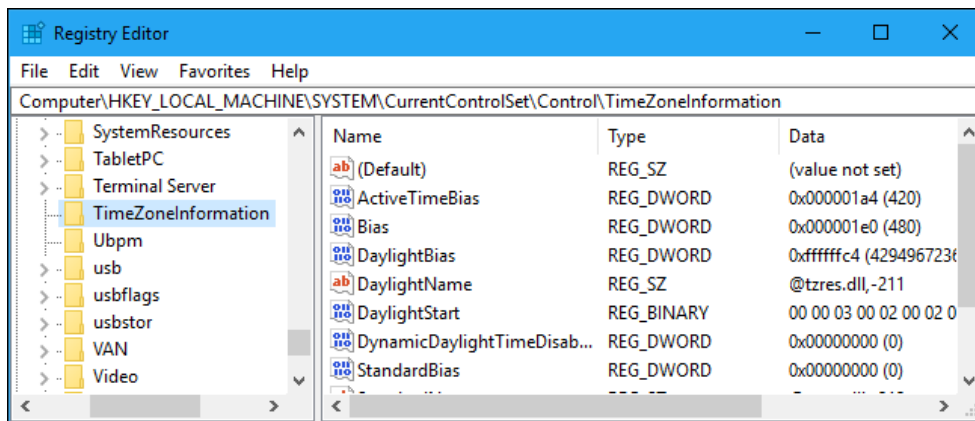 Registry Editor
File Edit View Favorites Help
Computer\HKEY_LOCAL_MACHINE\SYSTEM\CurrentControlSet\Control\TimeZoneInformation
SystemResources
TabletPC
Terminal Server
TimeZoneInformation
Ubpm
usb
usbflags
usbstor
VAN
Video
Name Type Data
(Default) REG_SZ (value not set)
ActiveTimeBias REG_DWORD 0x000001a4 (420)
Bias REG_DWORD 0x000001e0 (480)
DaylightBias REG_DWORD 0xffffffc4 (4294967236
DaylightName REG_SZ @tzres.dll,-211
DaylightStart REG_BINARY 00 00 03 00 02 00 02 0
DynamicDaylightTimeDisab... REG_DWORD 0x00000000 (0)
StandardBias REG_DWORD 0x00000000 (0)